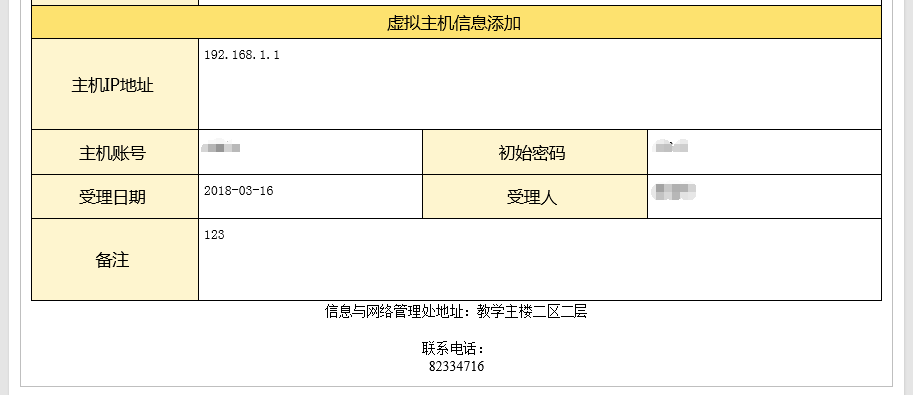 虚拟主机信息添加
主机IP地址
192.168.1.1
主机账号
初始密码
受理日期
2018-03-16
受理人
备注
123
信息与网络管理处地址：教学主楼二区二层
联系电话：
82334716